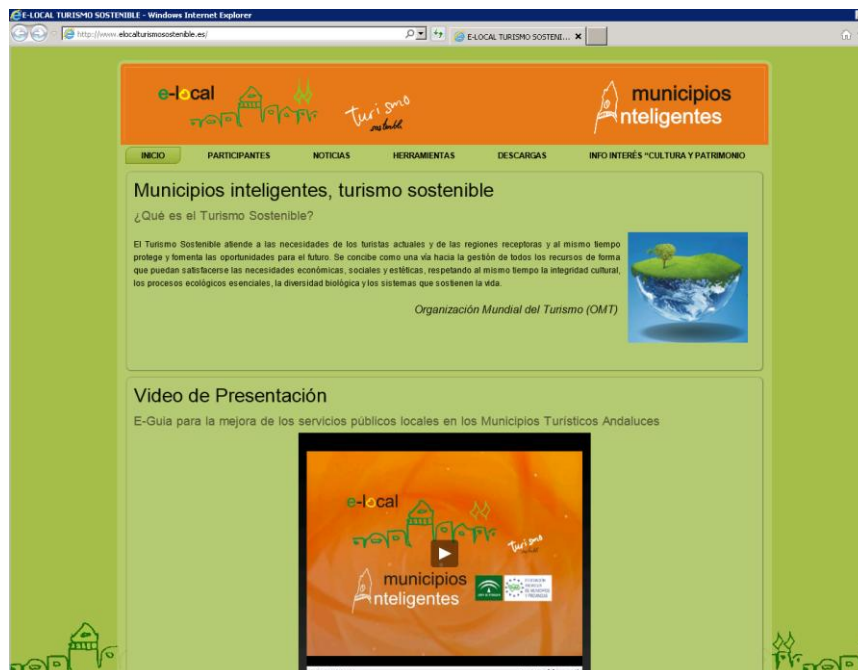 E-LOCAL TURISMO SOSTENIBLE - Windows Internet Explorer
http://www.elocalturismosostenible.es/
E-LOCAL TURISMO SOSTENI...
e-local
Turismo
sostenible
municipios
inteligentes
INICIO PARTICIPANTES NOTICIAS HERRAMIENTAS DESCARGAS INFO INTERÉS "CULTURA Y PATRIMONIO
Municipios inteligentes, turismo sostenible
¿Qué es el Turismo Sostenible?
El Turismo Sostenible atiende a las necesidades de los turistas actuales y de las regiones receptoras y al mismo tiempo
protege y fomenta las oportunidades para el futuro. Se concibe como una vía hacia la gestión de todos los recursos de forma
que puedan satisfacerse las necesidades económicas, sociales y estéticas, respetando al mismo tiempo la integridad cultural,
los procesos ecológicos esenciales, la diversidad biológica y los sistemas que sostienen la vida.
Organización Mundial del Turismo (OMT)
Video de Presentación
E-Guia para la mejora de los servicios públicos locales en los Municipios Turísticos Andaluces
e-local
Turismo
municipios
inteligentes